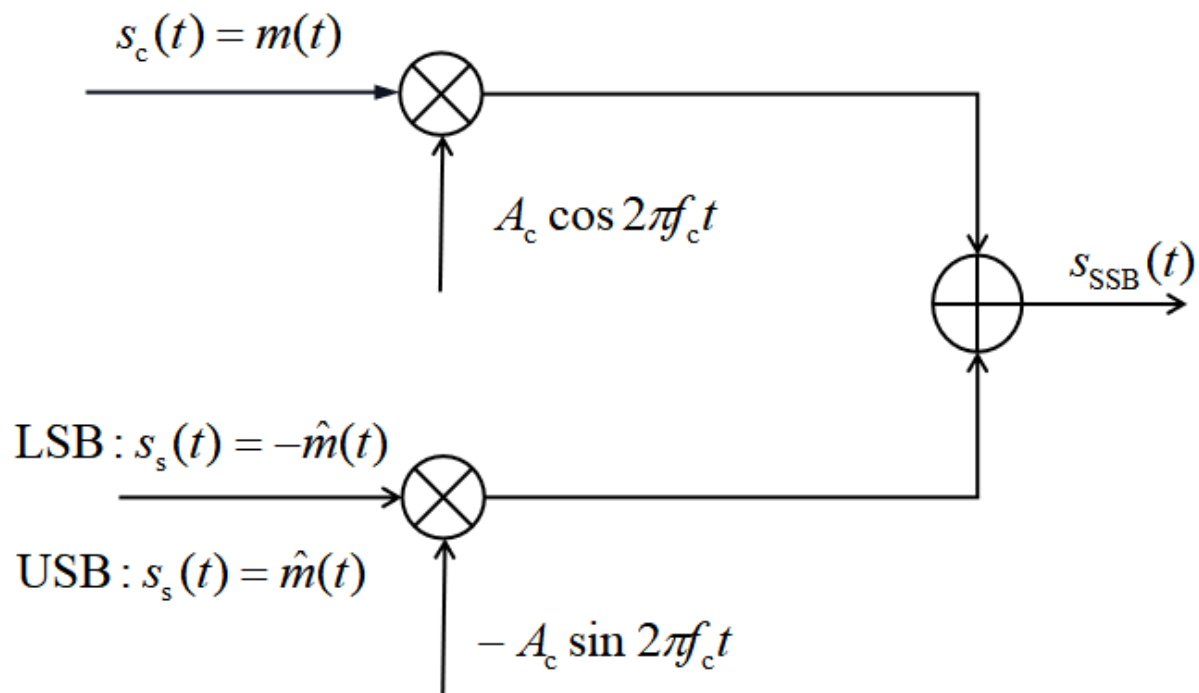 s_c(t) = m(t)
A_c cos 2πf_c t
s_SSB(t)
LSB : s_s(t) = −m̂(t)
USB : s_s(t) = m̂(t)
− A_c sin 2πf_c t